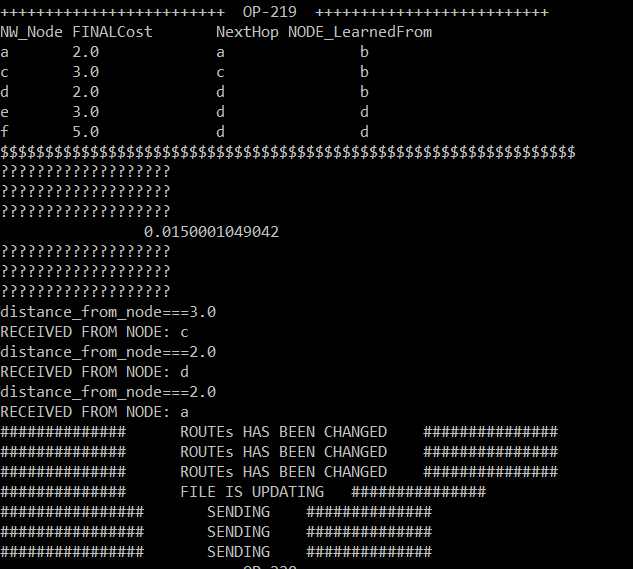 ++++++++++++++++++++++++++ OP-219 ++++++++++++++++++++++++++
NW_Node FINALCost NextHop NODE_LearnedFrom
a 2.0 a b
c 3.0 c b
d 2.0 d b
e 3.0 d d
f 5.0 d d
$$$$$$$$$$$$$$$$$$$$$$$$$$$$$$$$$$$$$$$$$$$$$$$$$$$$$$$$$$$$$$$$
???????????????????
???????????????????
???????????????????
0.0150001049042
???????????????????
???????????????????
???????????????????
distance_from_node===3.0
RECEIVED FROM NODE: c
distance_from_node===2.0
RECEIVED FROM NODE: d
distance_from_node===2.0
RECEIVED FROM NODE: a
############## ROUTEs HAS BEEN CHANGED ###############
############## ROUTEs HAS BEEN CHANGED ###############
############## ROUTEs HAS BEEN CHANGED ###############
############## FILE IS UPDATING ###############
################ SENDING ##############
################ SENDING ##############
################ SENDING ##############